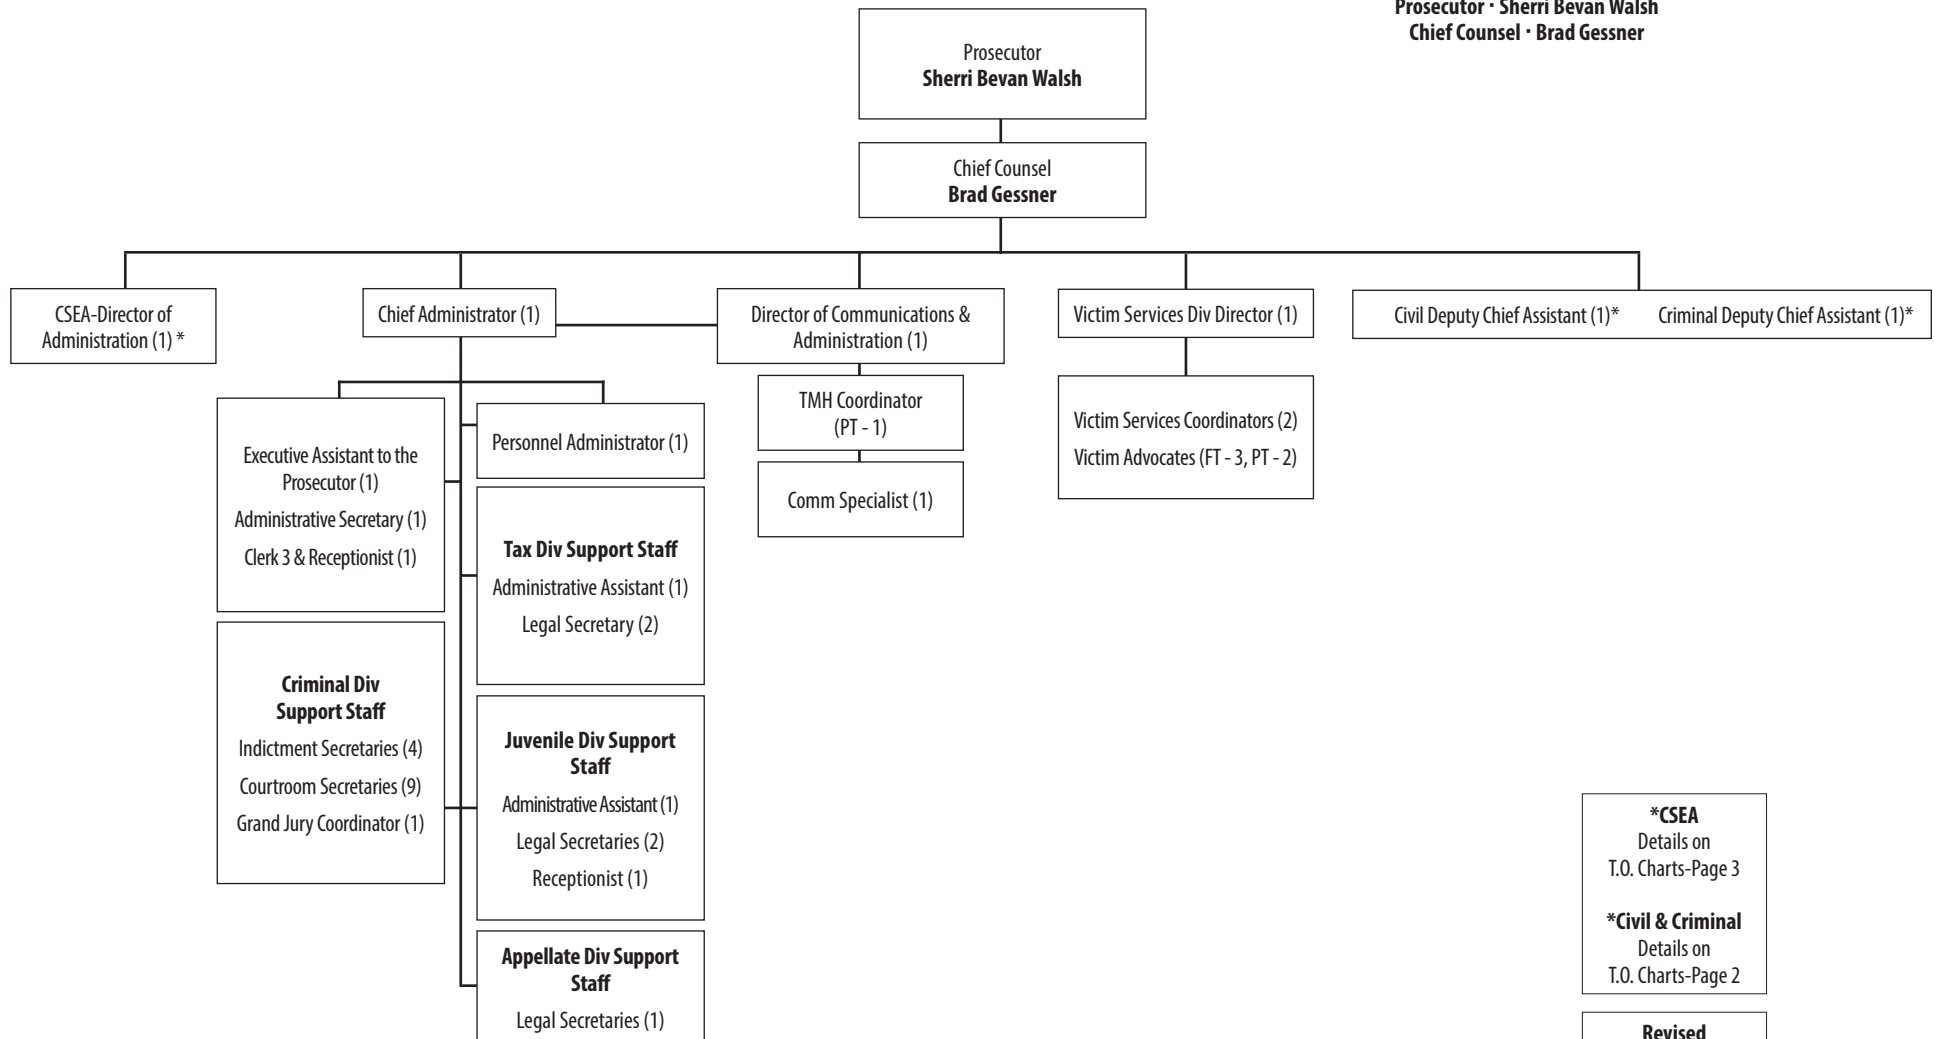 Prosecutor · Sherri Bevan Walsh
Chief Counsel · Brad Gessner
Prosecutor
Sherri Bevan Walsh
Chief Counsel
Brad Gessner
CSEA-Director of
Administration (1) *
Chief Administrator (1)
Director of Communications &
Administration (1)
Victim Services Div Director (1)
Civil Deputy Chief Assistant (1)*
Criminal Deputy Chief Assistant (1)*
Executive Assistant to the
Prosecutor (1)
Administrative Secretary (1)
Clerk 3 & Receptionist (1)
Personnel Administrator (1)
TMH Coordinator
(PT - 1)
Comm Specialist (1)
Victim Services Coordinators (2)
Victim Advocates (FT - 3, PT - 2)
Tax Div Support Staff
Administrative Assistant (1)
Legal Secretary (2)
Criminal Div
Support Staff
Indictment Secretaries (4)
Courtroom Secretaries (9)
Grand Jury Coordinator (1)
Juvenile Div Support
Staff
Administrative Assistant (1)
Legal Secretaries (2)
Receptionist (1)
Appellate Div Support
Staff
Legal Secretaries (1)
*CSEA
Details on
T.O. Charts-Page 3
*Civil & Criminal
Details on
T.O. Charts-Page 2
Revised